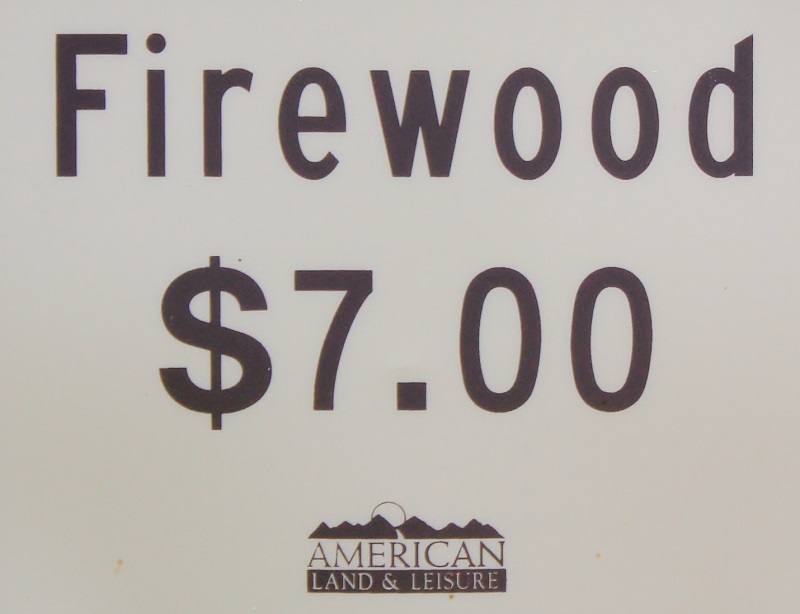 Firewood
$7.00
AMERICAN
LAND & LEISURE